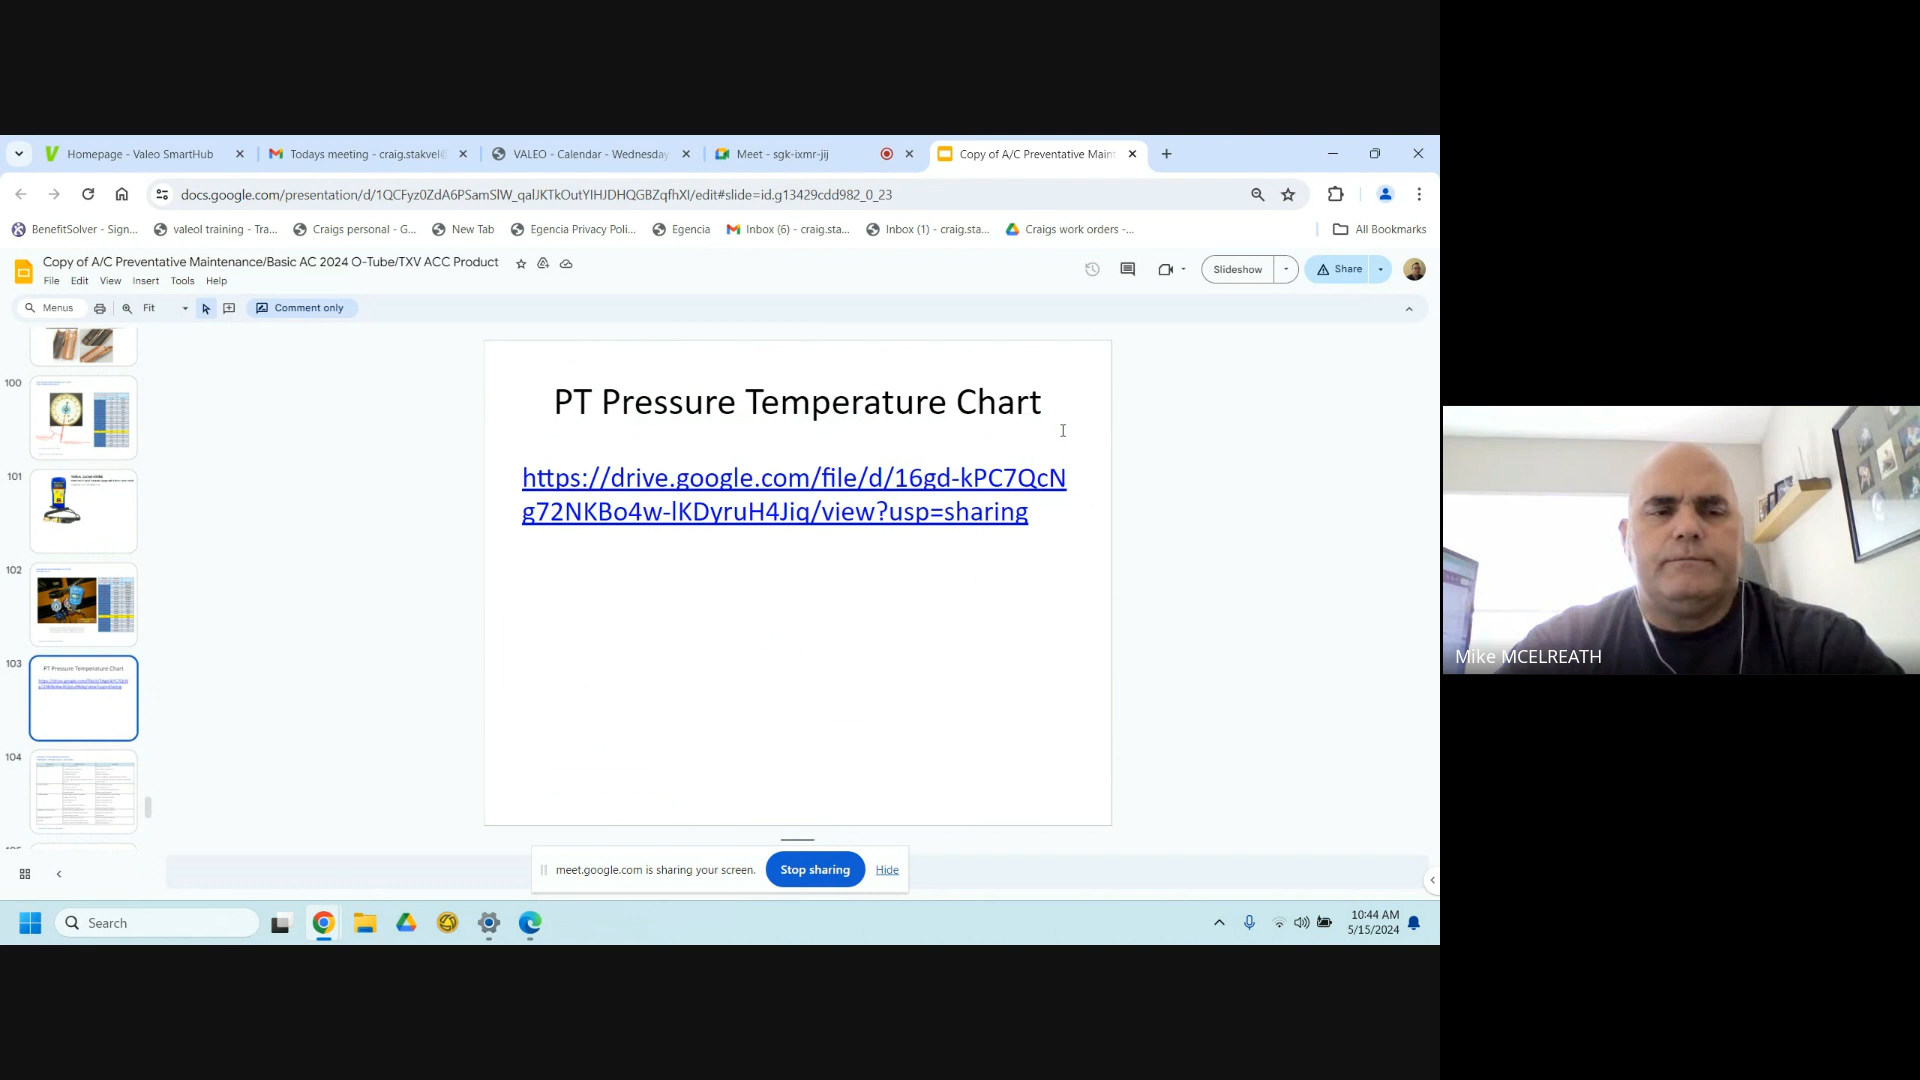 Homepage - Valeo SmartHub
Todays meeting - craig.stakvel@
VALEO - Calendar - Wednesday
Meet - sgk-ixmr-jij
Copy of A/C Preventative Maint
docs.google.com/presentation/d/1QCFyz0ZdA6PSamSlW_qalJKTkOutYIHJDHQGBZqfhXI/edit#slide=id.g13429cdd982_0_23
BenefitSolver - Sign...
valeol training - Tra...
Craigs personal - G...
New Tab
Egencia Privacy Poli...
Egencia
Inbox (6) - craig.sta...
Inbox (1) - craig.sta...
Craigs work orders -...
All Bookmarks
Copy of A/C Preventative Maintenance/Basic AC 2024 O-Tube/TXV ACC Product
File Edit View Insert Tools Help
Slideshow
Share
Menus
Fit
Comment only
100
101
102
103
PT Pressure Temperature Chart
104
PT Pressure Temperature Chart
https://drive.google.com/file/d/16gd-kPC7QcN
g72NKBo4w-lKDyruH4Jiq/view?usp=sharing
meet.google.com is sharing your screen.
Stop sharing
Hide
Search
10:44 AM
5/15/2024
Mike MCELREATH